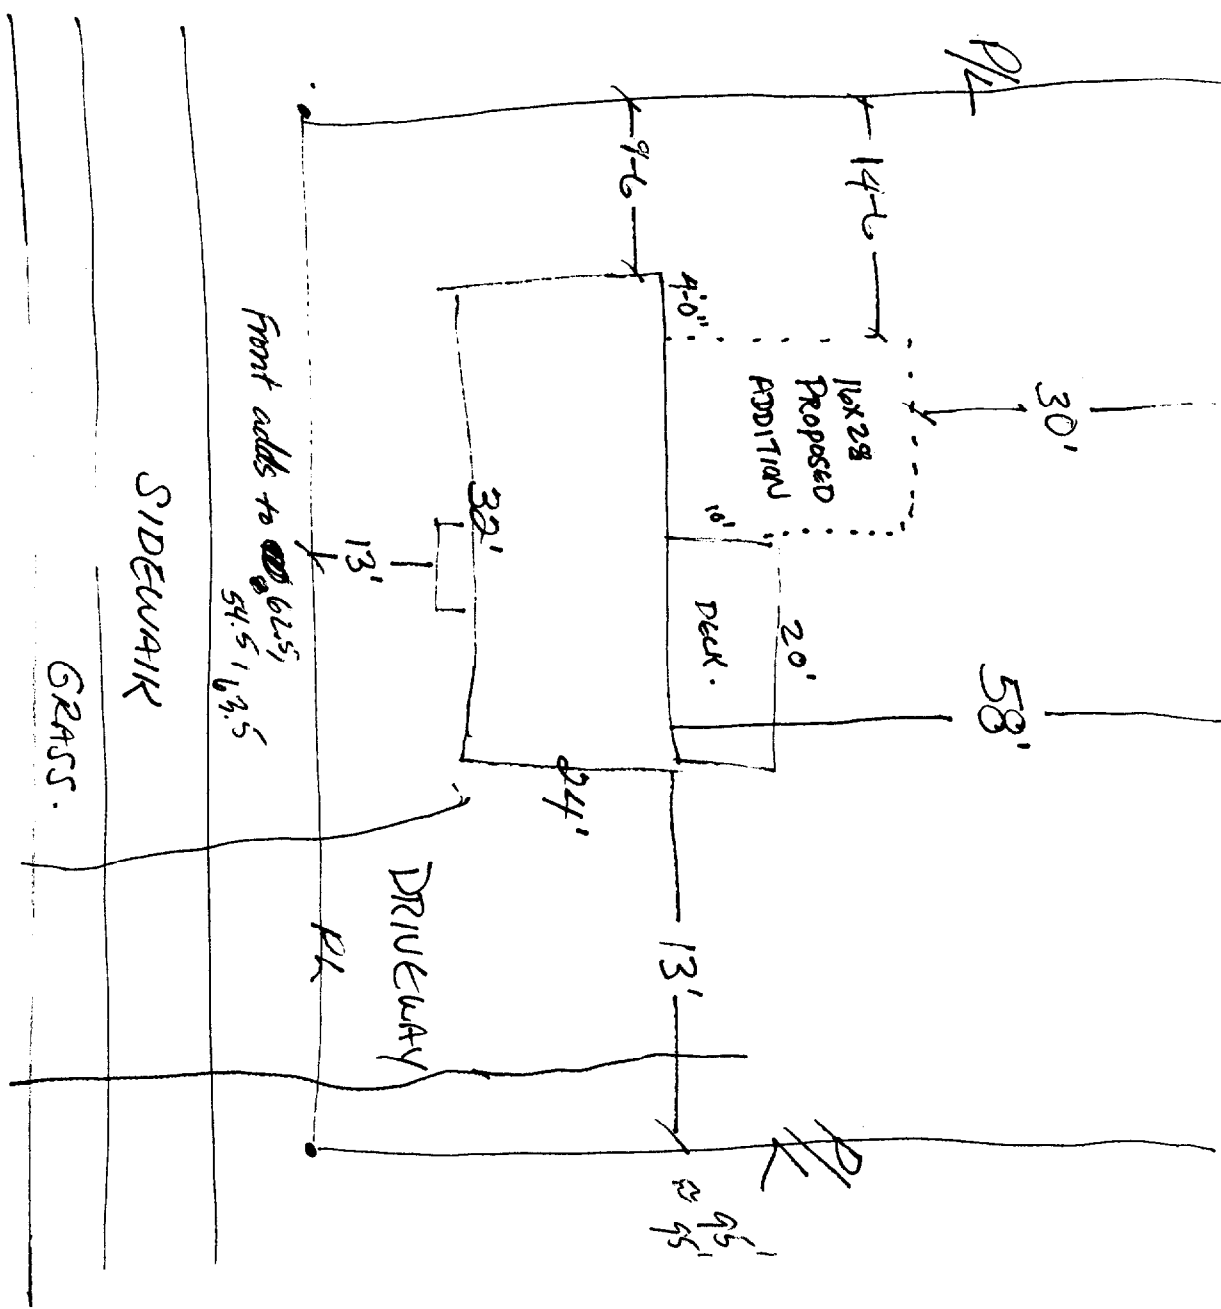 P/L
9-6
14-6
4'-0"
16X28
PROPOSED
ADDITION
30'
10'
32'
13'
DECK.
20'
58'
24'
Front adds to 62.5,
54.5, 63.5
SIDEWALK
GRASS.
DRIVEWAY
PL
13'
P/L
≈ 95'
95'